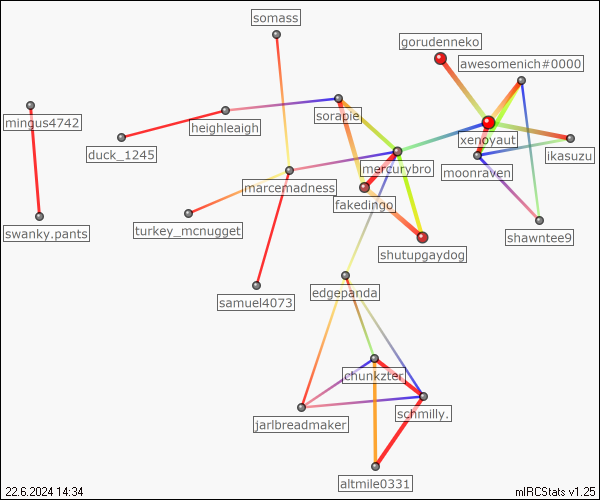 somass
gorudenneko
awesomenich#0000
mingus4742
sorapie
heighleaigh
xenoyaut
duck_1245
ikasuzu
mercurybro
moonraven
marcemadness
fakedingo
turkey_mcnugget
swanky.pants
shawntee9
shutupgaydog
edgepanda
samuel4073
chunkzter
schmilly.
jarlbreadmaker
altmile0331
22.6.2024 14:34
mIRCStats v1.25